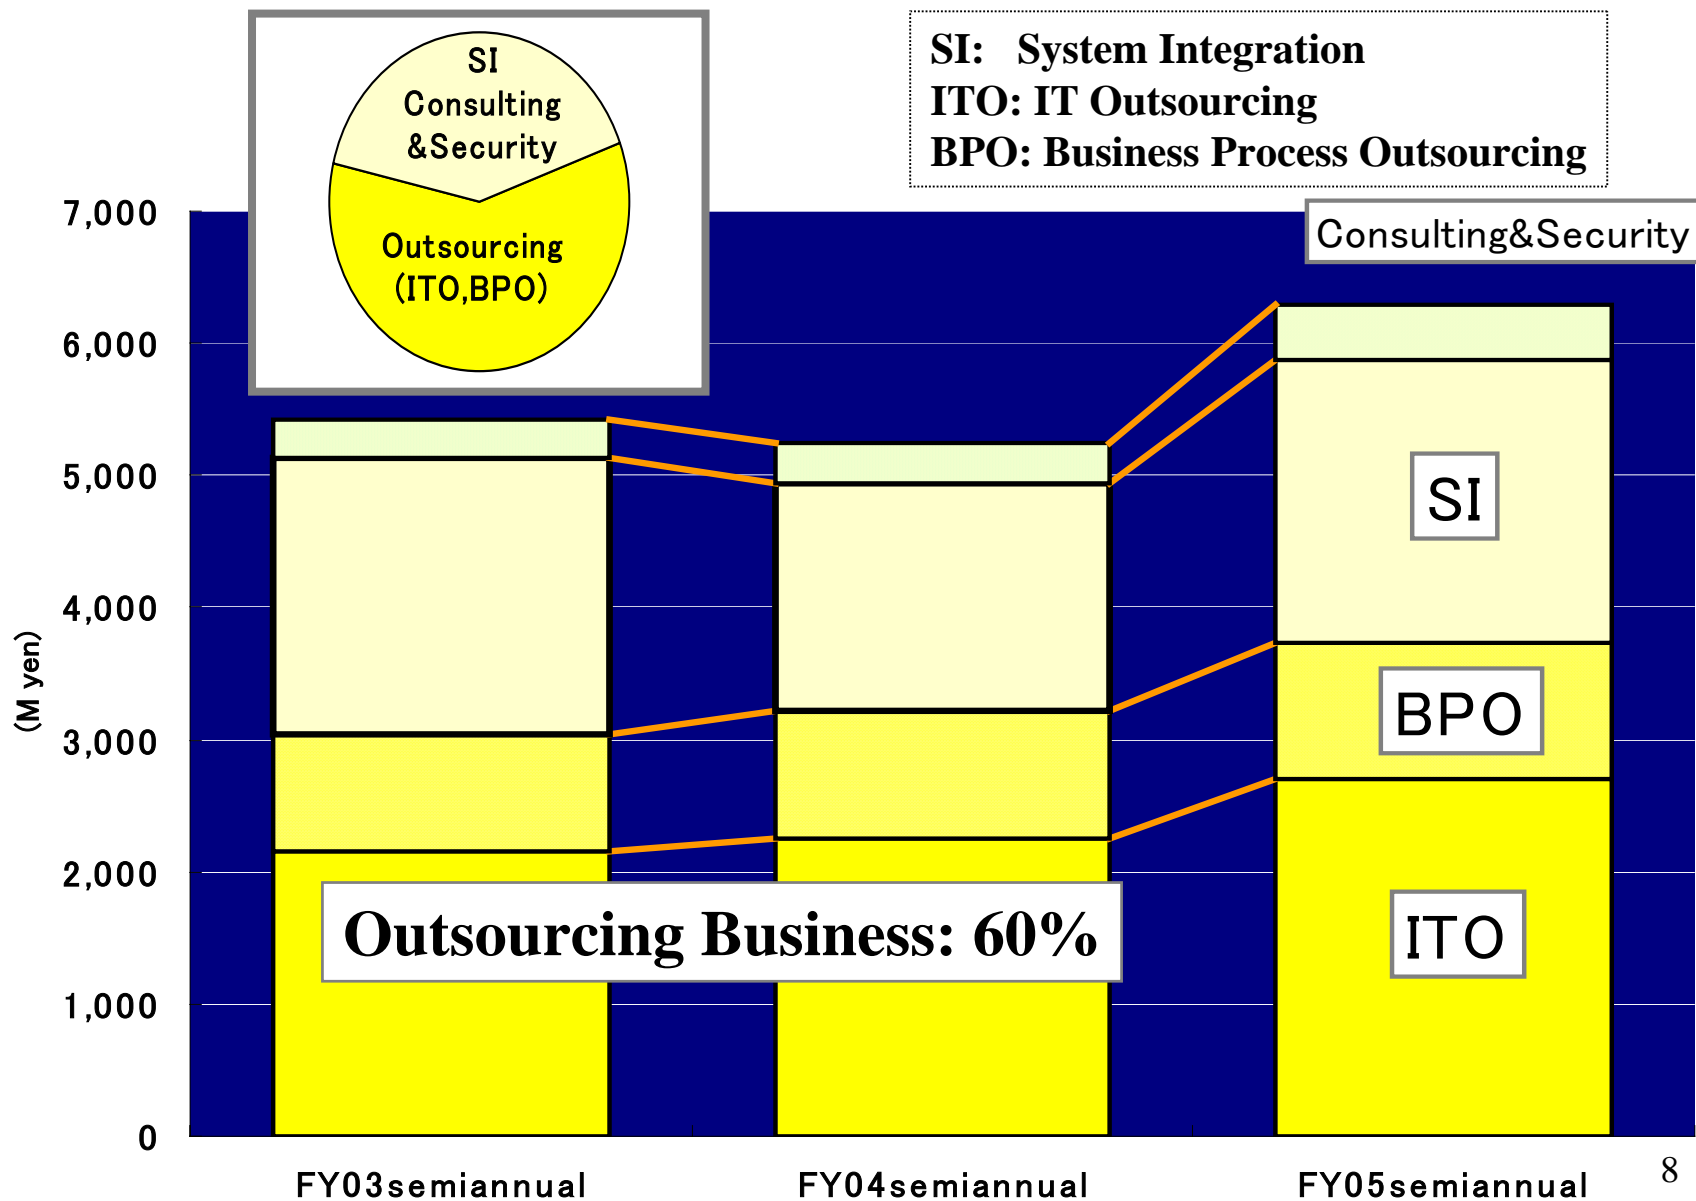 SI
Consulting
&Security
Outsourcing
(ITO,BPO)
SI: System Integration
ITO: IT Outsourcing
BPO: Business Process Outsourcing
Consulting&Security
7,000
6,000
5,000
4,000
3,000
2,000
1,000
0
(M yen)
SI
BPO
ITO
Outsourcing Business: 60%
FY03semiannual
FY04semiannual
FY05semiannual
8